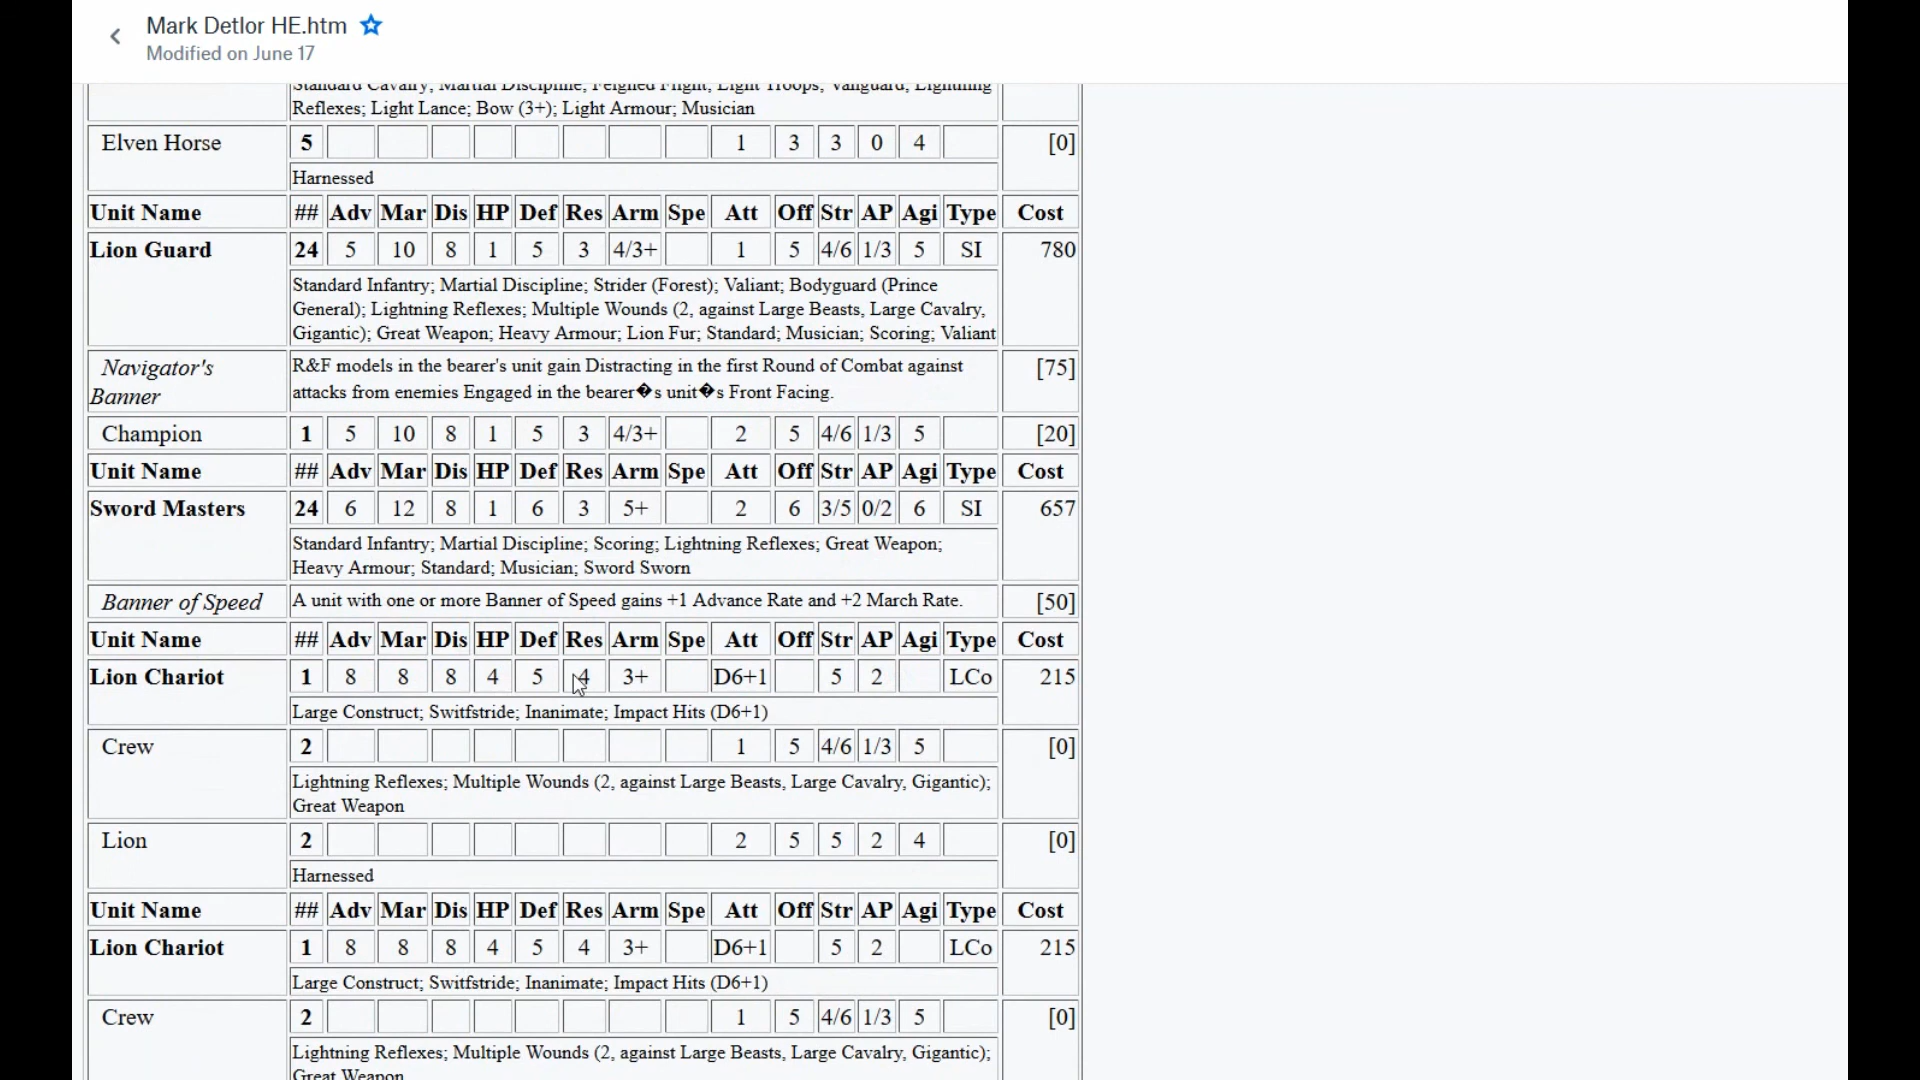 Mark Detlor HE.htm
Modified on June 17
Standard Cavalry; Martial Discipline; Feigned Flight; Light Troops; Vanguard; Lightning
Reflexes; Light Lance; Bow (3+); Light Armour; Musician
Elven Horse 5 1 3 3 0 4 [0]
Harnessed
Unit Name ## Adv Mar Dis HP Def Res Arm Spe Att Off Str AP Agi Type Cost
Lion Guard 24 5 10 8 1 5 3 4/3+ 1 5 4/6 1/3 5 SI 780
Standard Infantry; Martial Discipline; Strider (Forest); Valiant; Bodyguard (Prince
General); Lightning Reflexes; Multiple Wounds (2, against Large Beasts, Large Cavalry,
Gigantic); Great Weapon; Heavy Armour; Lion Fur; Standard; Musician; Scoring; Valiant
Navigator's R&F models in the bearer's unit gain Distracting in the first Round of Combat against [75]
Banner attacks from enemies Engaged in the bearer�s unit�s Front Facing.
Champion 1 5 10 8 1 5 3 4/3+ 2 5 4/6 1/3 5 [20]
Unit Name ## Adv Mar Dis HP Def Res Arm Spe Att Off Str AP Agi Type Cost
Sword Masters 24 6 12 8 1 6 3 5+ 2 6 3/5 0/2 6 SI 657
Standard Infantry; Martial Discipline; Scoring; Lightning Reflexes; Great Weapon;
Heavy Armour; Standard; Musician; Sword Sworn
Banner of Speed A unit with one or more Banner of Speed gains +1 Advance Rate and +2 March Rate. [50]
Unit Name ## Adv Mar Dis HP Def Res Arm Spe Att Off Str AP Agi Type Cost
Lion Chariot 1 8 8 8 4 5 4 3+ D6+1 5 2 LCo 215
Large Construct; Switfstride; Inanimate; Impact Hits (D6+1)
Crew 2 1 5 4/6 1/3 5 [0]
Lightning Reflexes; Multiple Wounds (2, against Large Beasts, Large Cavalry, Gigantic);
Great Weapon
Lion 2 2 5 5 2 4 [0]
Harnessed
Unit Name ## Adv Mar Dis HP Def Res Arm Spe Att Off Str AP Agi Type Cost
Lion Chariot 1 8 8 8 4 5 4 3+ D6+1 5 2 LCo 215
Large Construct; Switfstride; Inanimate; Impact Hits (D6+1)
Crew 2 1 5 4/6 1/3 5 [0]
Lightning Reflexes; Multiple Wounds (2, against Large Beasts, Large Cavalry, Gigantic);
Great Weapon